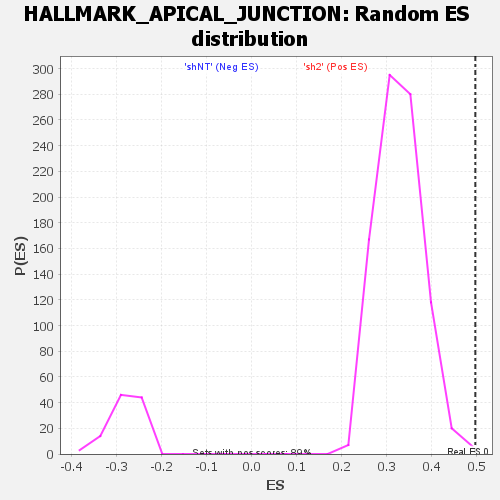 HALLMARK_APICAL_JUNCTION: Random ES
distribution
'shNT' (Neg ES) 'sh2' (Pos ES)
300
280
260
240
220
200
180
160
140
120
100
80
60
40
20
0
P(ES)
Sets with pos scores: 89%
Real ES 0
-0.4 -0.3 -0.2 -0.1 0.0 0.1 0.2 0.3 0.4 0.5
ES